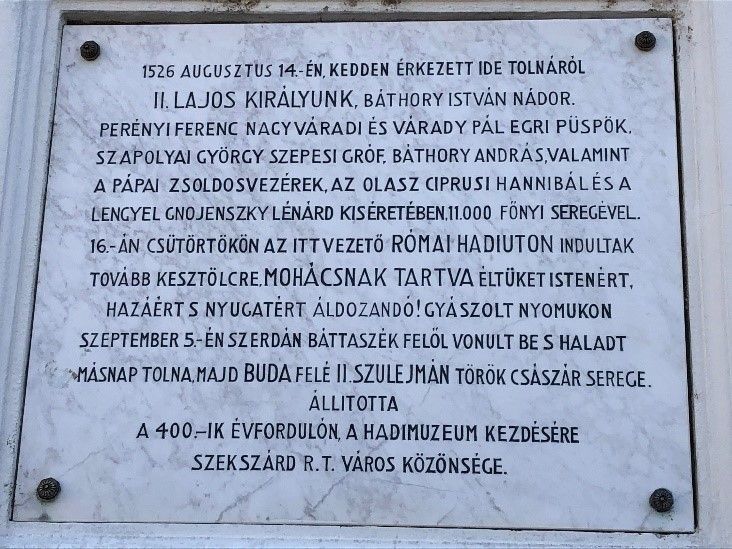 1526 AUGUSZTUS 14.-ÉN, KEDDEN ÉRKEZETT IDE TOLNÁRÓL
II. LAJOS KIRÁLYUNK, BÁTHORY ISTVÁN NÁDOR.
PERÉNYI FERENC NAGYVÁRADI ÉS VÁRADY PÁL EGRI PÜSPÖK,
SZAPOLYAI GYÖRGY SZEPESI GRÓF, BÁTHORY ANDRÁS, VALAMINT
A PÁPAI ZSOLDOSVEZÉREK, AZ OLASZ CIPRUSI HANNIBÁL ÉS A
LENGYEL GNOJENSZKY LÉNÁRD KISÉRETÉBEN, 11.000 FŐNYI SEREGÉVEL.
16.-ÁN CSÜTÖRTÖKÖN AZ ITT VEZETŐ RÓMAI HADIUTON INDULTAK
TOVÁBB KESZTÖLCRE, MOHÁCSNAK TARTVA ÉLTÜKET ISTENÉRT,
HAZÁÉRT S NYUGATÉRT ÁLDOZANDÓ! GYÁSZOLT NYOMUKON
SZEPTEMBER 5.-ÉN SZERDÁN BÁTTASZÉK FELŐL VONULT BE S HALADT
MÁSNAP TOLNA, MAJD BUDA FELÉ II. SZULEJMÁN TÖRÖK CSÁSZÁR SEREGE.
ÁLLITOTTA
A 400.-IK ÉVFORDULÓN, A HADIMUZEUM KEZDÉSÉRE
SZEKSZÁRD R.T. VÁROS KÖZÖNSÉGE.